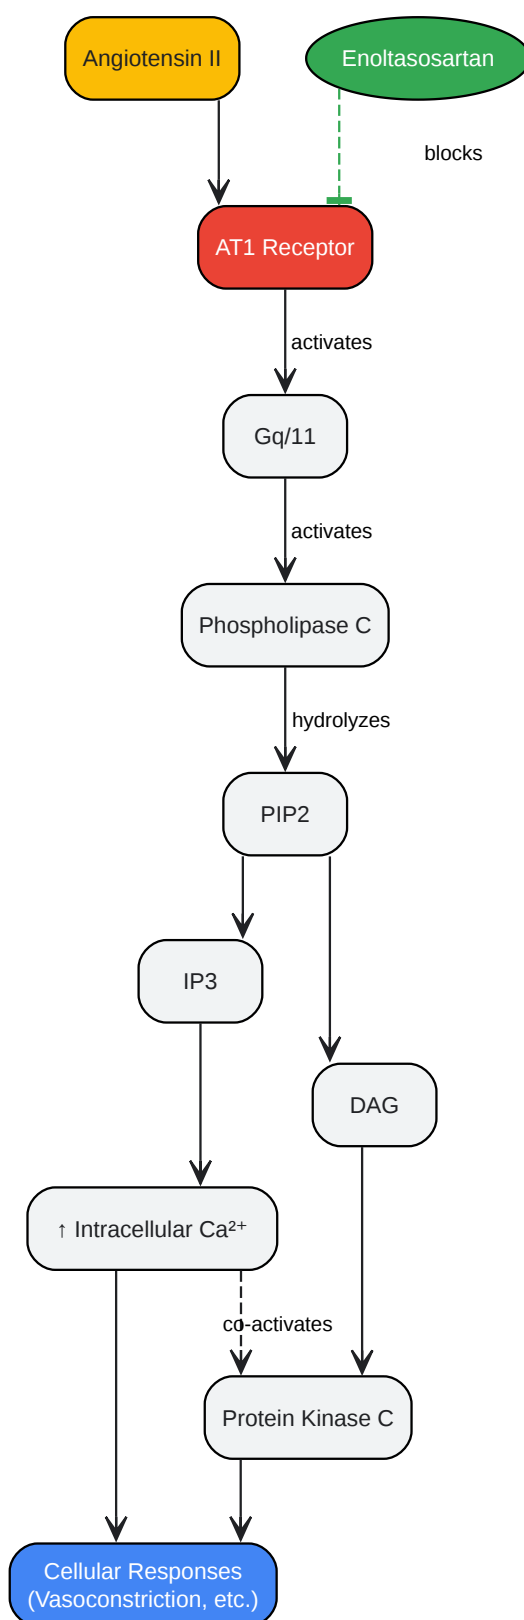 Angiotensin II
Enoltasosartan
blocks
AT1 Receptor
activates
Gq/11
activates
Phospholipase C
hydrolyzes
PIP2
IP3
DAG
↑ Intracellular Ca²⁺
co-activates
Protein Kinase C
Cellular Responses
(Vasoconstriction, etc.)